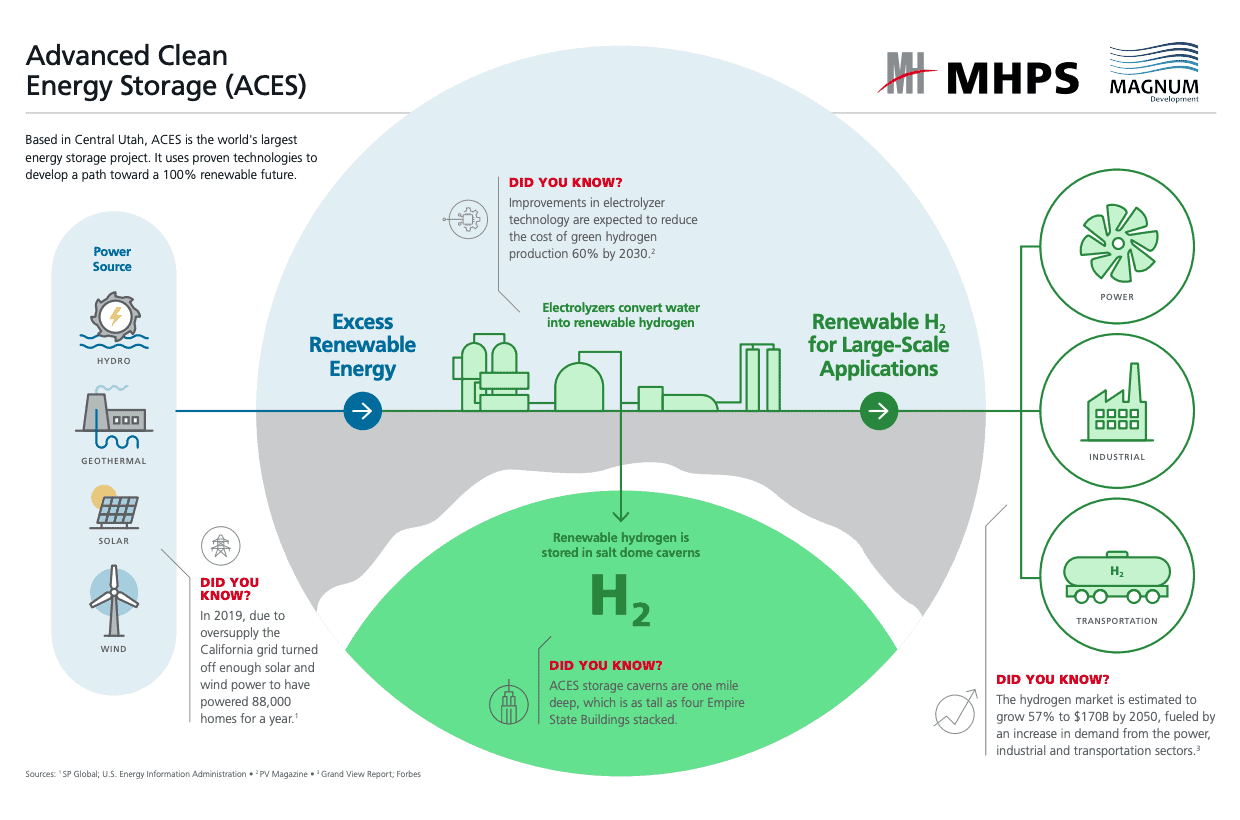 Advanced Clean
Energy Storage (ACES)
MHPS
MAGNUM
Development
Based in Central Utah, ACES is the world's largest
energy storage project. It uses proven technologies to
develop a path toward a 100% renewable future.
Power
Source
HYDRO
GEOTHERMAL
SOLAR
WIND
DID YOU
KNOW?
In 2019, due to
oversupply the
California grid turned
off enough solar and
wind power to have
powered 88,000
homes for a year.¹
Excess
Renewable
Energy
DID YOU KNOW?
Improvements in electrolyzer
technology are expected to reduce
the cost of green hydrogen
production 60% by 2030.²
Electrolyzers convert water
into renewable hydrogen
Renewable H₂
for Large-Scale
Applications
Renewable hydrogen is
stored in salt dome caverns
H₂
DID YOU KNOW?
ACES storage caverns are one mile
deep, which is as tall as four Empire
State Buildings stacked.
POWER
INDUSTRIAL
H₂
TRANSPORTATION
DID YOU KNOW?
The hydrogen market is estimated to
grow 57% to $170B by 2050, fueled by
an increase in demand from the power,
industrial and transportation sectors.³
Sources: ¹ SP Global; U.S. Energy Information Administration • ² PV Magazine • ³ Grand View Report; Forbes